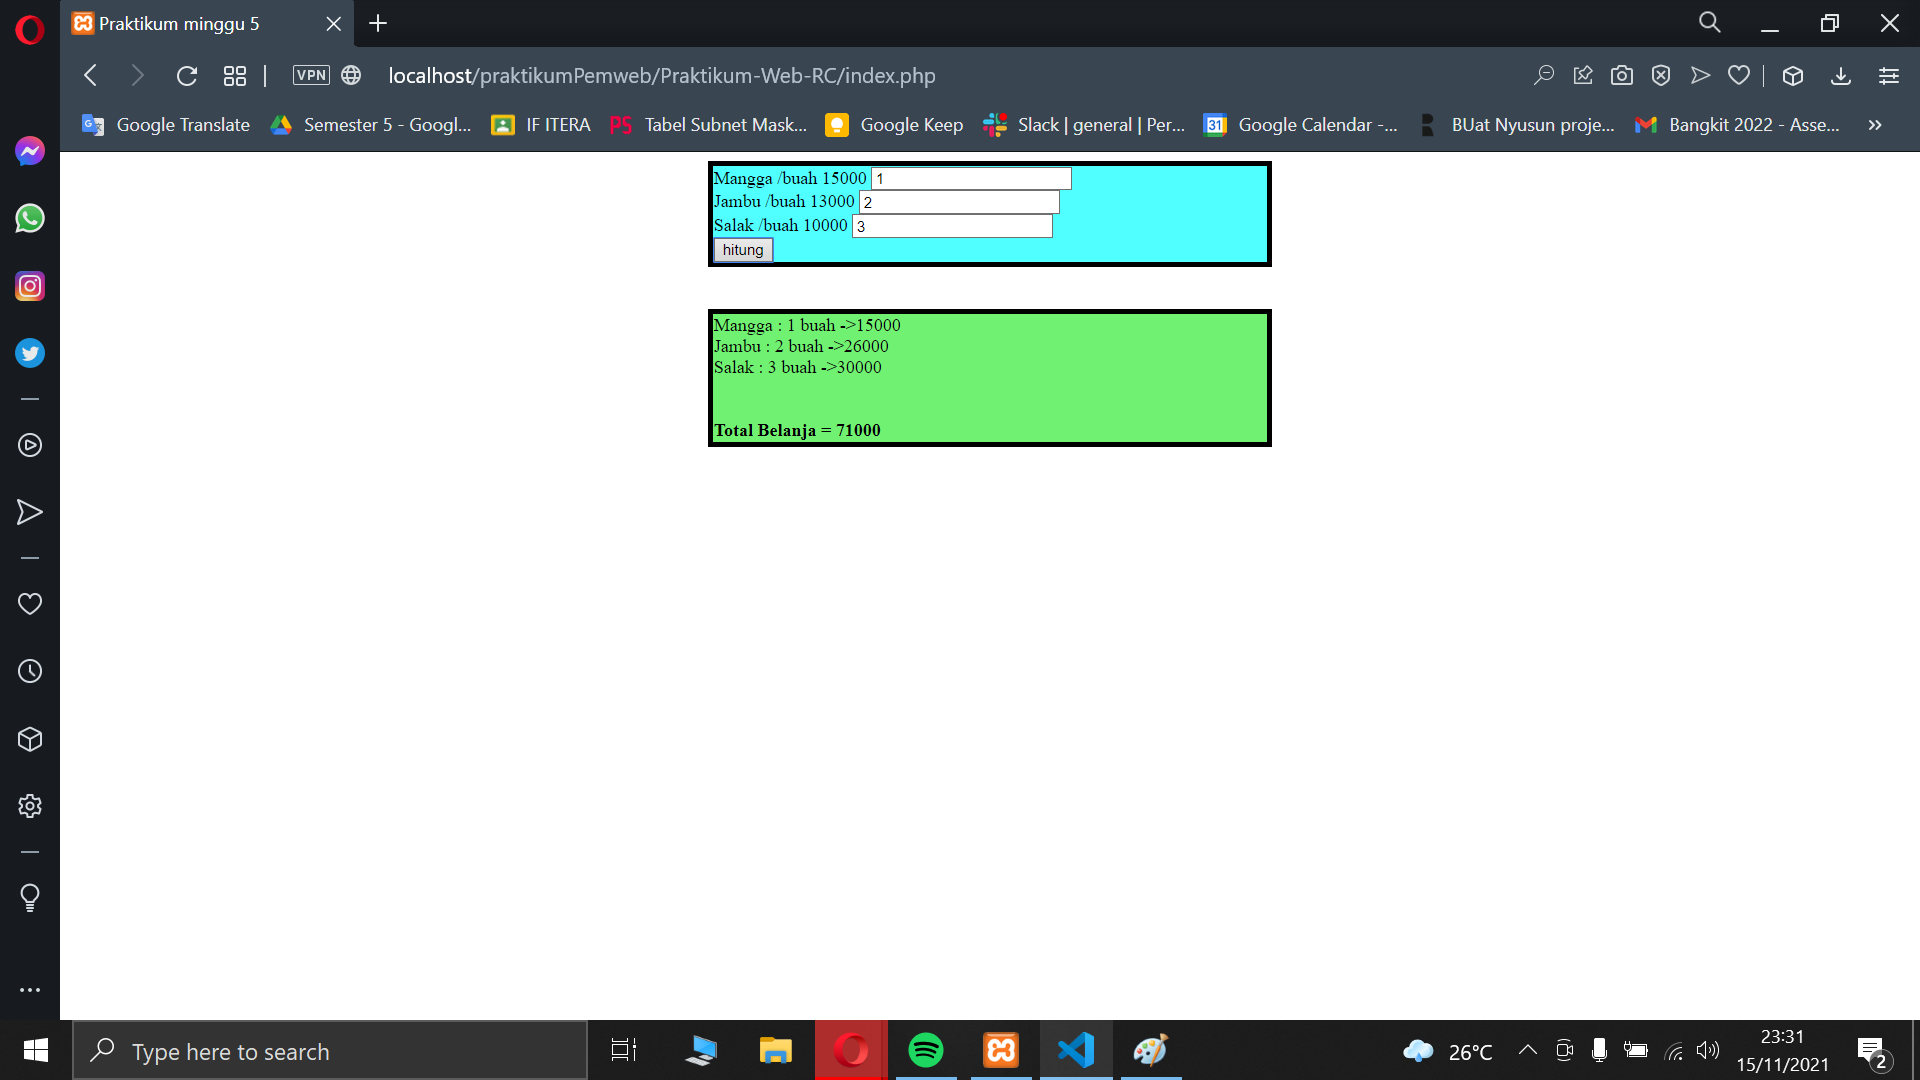 Praktikum minggu 5
VPN localhost/praktikumPemweb/Praktikum-Web-RC/index.php
Google Translate Semester 5 - Googl... IF ITERA PS Tabel Subnet Mask... Google Keep Slack | general | Per... 31 Google Calendar -... BUat Nyusun proje... Bangkit 2022 - Asse... »
Mangga /buah 15000 1
Jambu /buah 13000 2
Salak /buah 10000 3
hitung
Mangga : 1 buah ->15000
Jambu : 2 buah ->26000
Salak : 3 buah ->30000
Total Belanja = 71000
Type here to search
26°C
23:31
15/11/2021
2